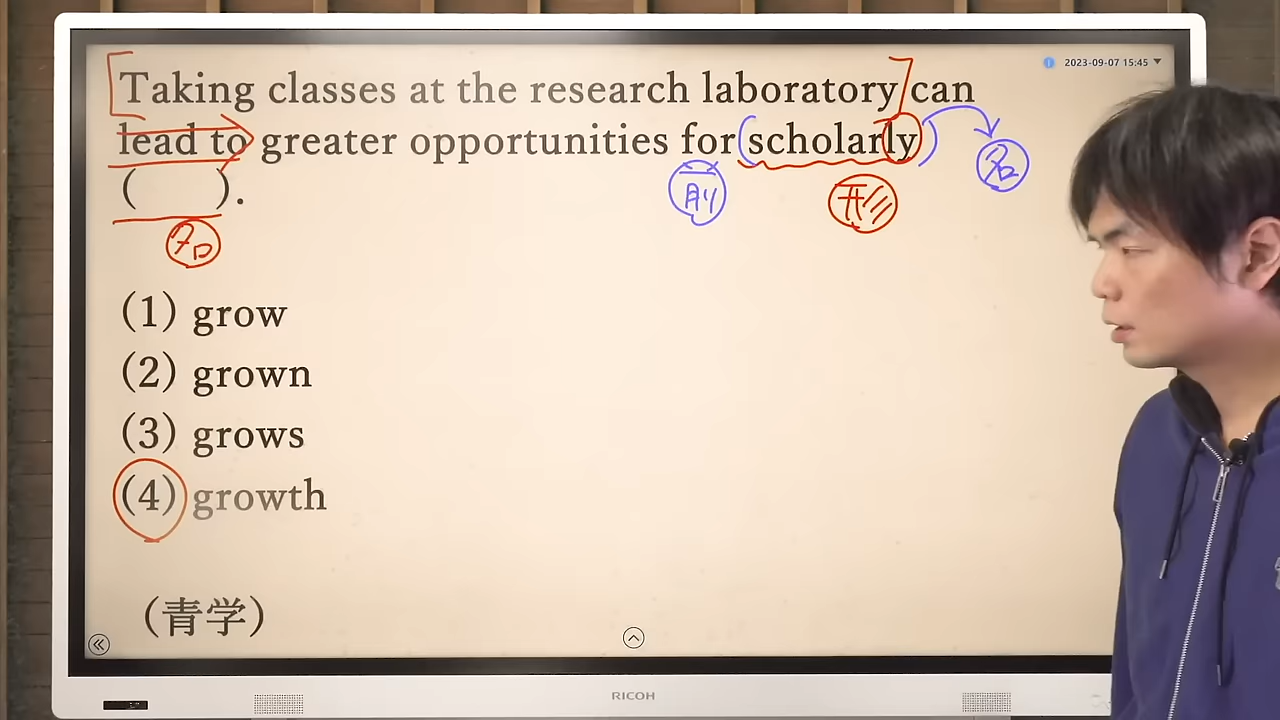 2023-09-07 15:45
Taking classes at the research laboratory can
lead to greater opportunities for (scholarly)
(    ).
前
形
名
名
(1) grow
(2) grown
(3) grows
(4) growth
(青学)
RICOH